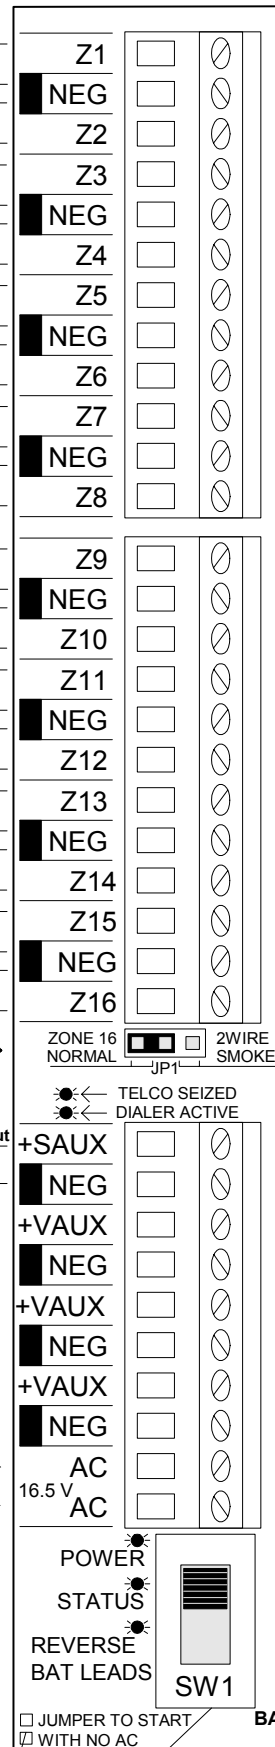 Z1
NEG
Z2
Z3
NEG
Z4
Z5
NEG
Z6
Z7
NEG
Z8
Z9
NEG
Z10
Z11
NEG
Z12
Z13
NEG
Z14
Z15
NEG
Z16
ZONE 16 2WIRE
NORMAL SMOKE
JP1
TELCO SEIZED
DIALER ACTIVE
+SAUX
NEG
+VAUX
NEG
+VAUX
NEG
+VAUX
NEG
AC
16.5 V
AC
POWER
STATUS
REVERSE
BAT LEADS
SW1
JUMPER TO START
WITH NO AC